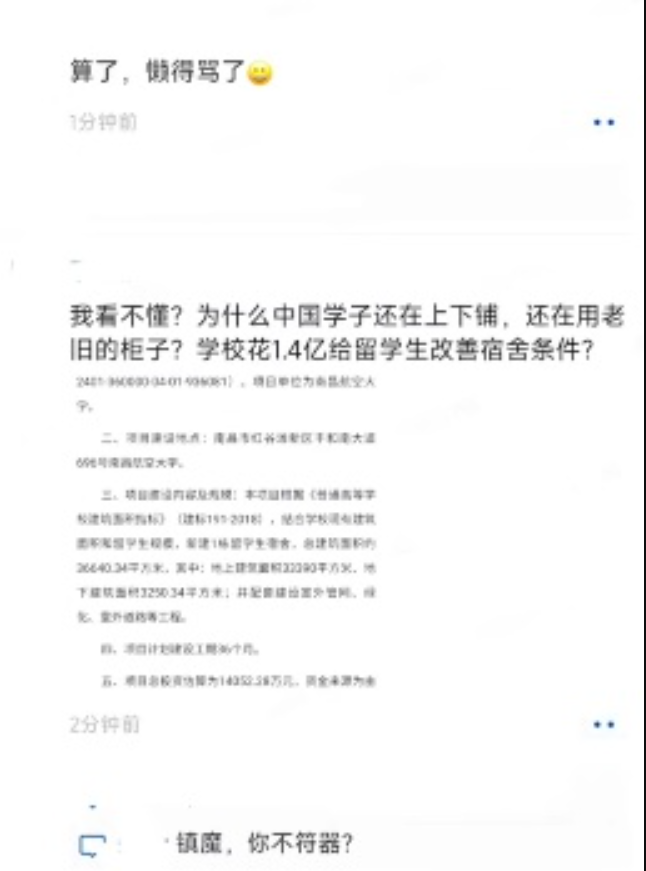 算了，懒得骂了😀
1分钟前
我看不懂？为什么中国学子还在上下铺，还在用老
旧的柜子？学校花1.4亿给留学生改善宿舍条件？
2401-360000-04-01-936081），项目单位为南昌航空大
学。
二、项目建设地点：南昌市红谷滩新区丰和南大道
696号南昌航空大学。
三、项目建设内容及规模：本项目根据《普通高等学
校建筑面积指标》（建标191-2018），结合学校现有建筑
面积和留学生规模，新建1栋留学生宿舍，总建筑面积约
36640.34平方米，其中：地上建筑面积33390平方米，地
下建筑面积3250.34平方米；并配套建设室外管网、绿
化、室外道路等工程。
四、项目计划建设工期36个月。
五、项目总投资估算为14052.28万元，资金来源为由
2分钟前
镇魔，你不符器？